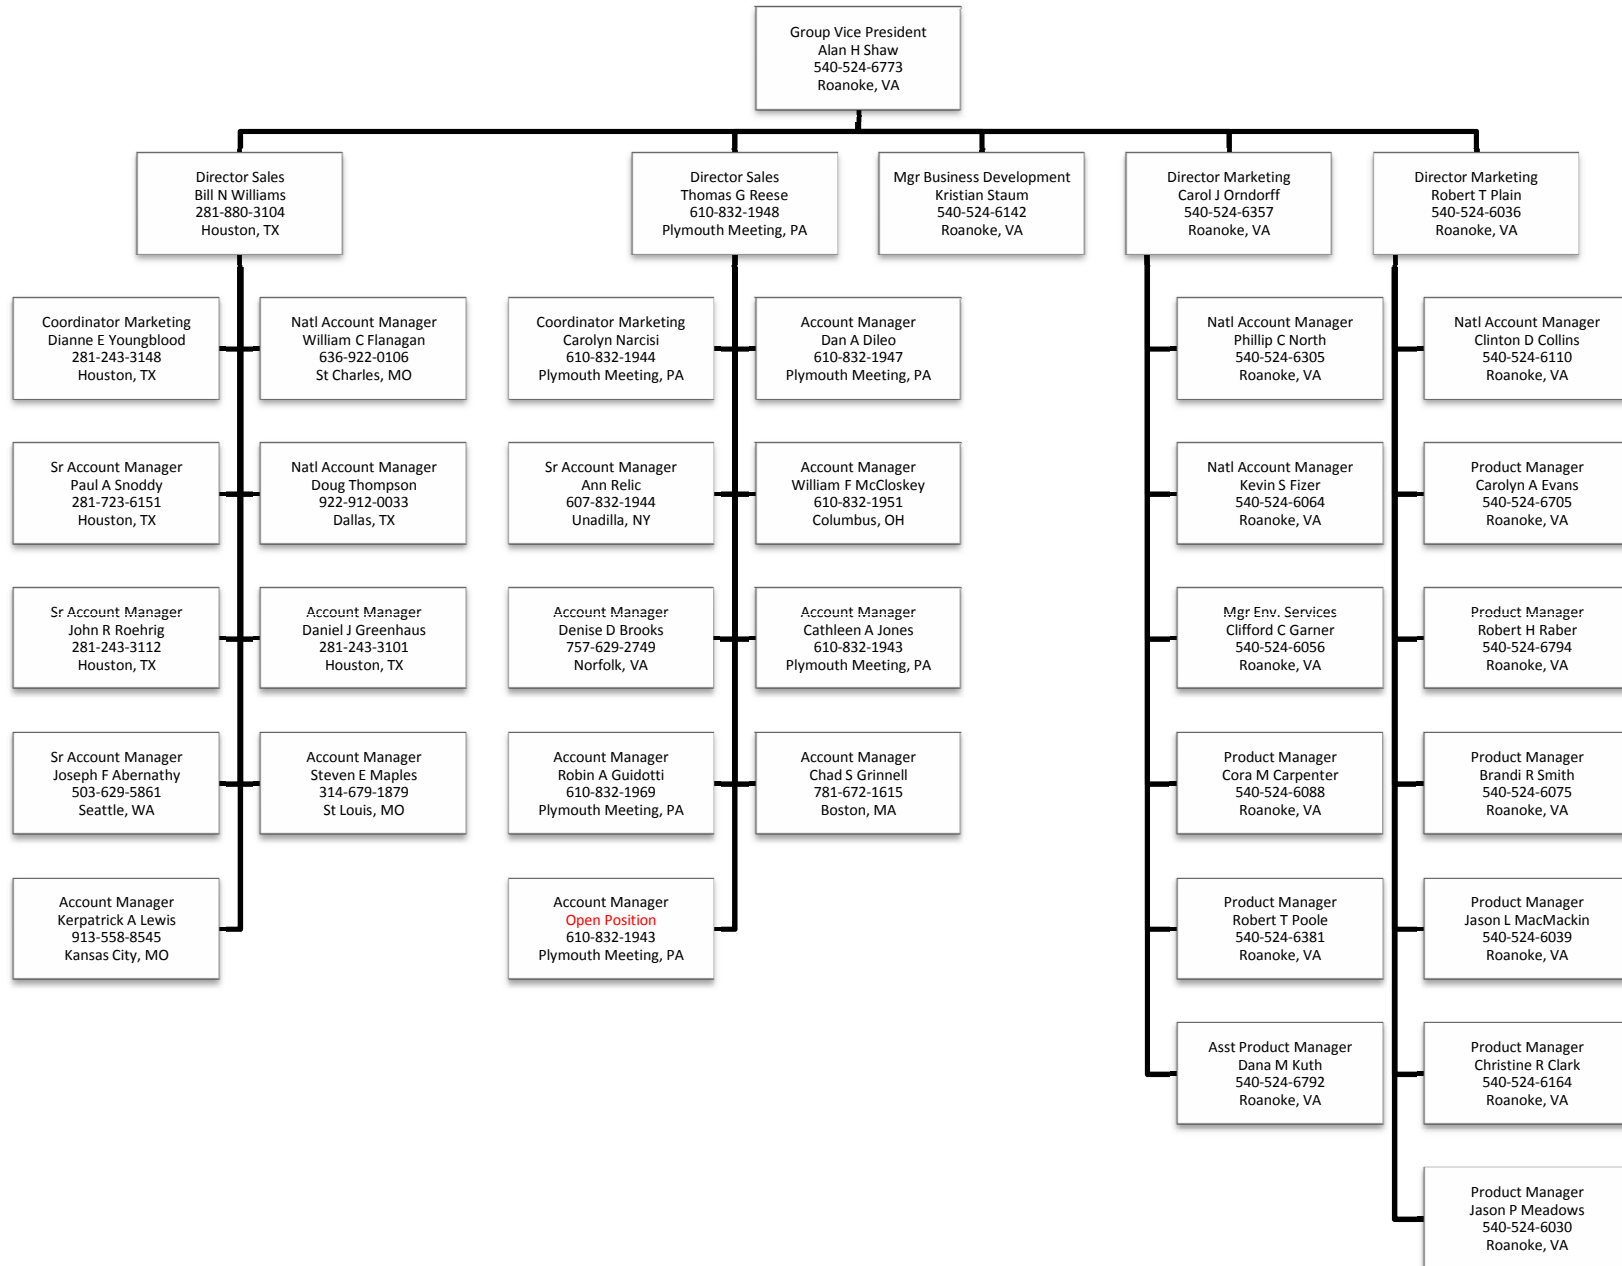 Group Vice President
Alan H Shaw
540-524-6773
Roanoke, VA
Director Sales
Bill N Williams
281-880-3104
Houston, TX
Director Sales
Thomas G Reese
610-832-1948
Plymouth Meeting, PA
Mgr Business Development
Kristian Staum
540-524-6142
Roanoke, VA
Director Marketing
Carol J Orndorff
540-524-6357
Roanoke, VA
Director Marketing
Robert T Plain
540-524-6036
Roanoke, VA
Coordinator Marketing
Dianne E Youngblood
281-243-3148
Houston, TX
Natl Account Manager
William C Flanagan
636-922-0106
St Charles, MO
Coordinator Marketing
Carolyn Narcisi
610-832-1944
Plymouth Meeting, PA
Account Manager
Dan A Dileo
610-832-1947
Plymouth Meeting, PA
Natl Account Manager
Phillip C North
540-524-6305
Roanoke, VA
Natl Account Manager
Clinton D Collins
540-524-6110
Roanoke, VA
Sr Account Manager
Paul A Snoddy
281-723-6151
Houston, TX
Natl Account Manager
Doug Thompson
922-912-0033
Dallas, TX
Sr Account Manager
Ann Relic
607-832-1944
Unadilla, NY
Account Manager
William F McCloskey
610-832-1951
Columbus, OH
Natl Account Manager
Kevin S Fizer
540-524-6064
Roanoke, VA
Product Manager
Carolyn A Evans
540-524-6705
Roanoke, VA
Sr Account Manager
John R Roehrig
281-243-3112
Houston, TX
Account Manager
Daniel J Greenhaus
281-243-3101
Houston, TX
Account Manager
Denise D Brooks
757-629-2749
Norfolk, VA
Account Manager
Cathleen A Jones
610-832-1943
Plymouth Meeting, PA
Mgr Env. Services
Clifford C Garner
540-524-6056
Roanoke, VA
Product Manager
Robert H Raber
540-524-6794
Roanoke, VA
Sr Account Manager
Joseph F Abernathy
503-629-5861
Seattle, WA
Account Manager
Steven E Maples
314-679-1879
St Louis, MO
Account Manager
Robin A Guidotti
610-832-1969
Plymouth Meeting, PA
Account Manager
Chad S Grinnell
781-672-1615
Boston, MA
Product Manager
Cora M Carpenter
540-524-6088
Roanoke, VA
Product Manager
Brandi R Smith
540-524-6075
Roanoke, VA
Account Manager
Kerpatrick A Lewis
913-558-8545
Kansas City, MO
Account Manager
Open Position
610-832-1943
Plymouth Meeting, PA
Product Manager
Robert T Poole
540-524-6381
Roanoke, VA
Product Manager
Jason L MacMackin
540-524-6039
Roanoke, VA
Asst Product Manager
Dana M Kuth
540-524-6792
Roanoke, VA
Product Manager
Christine R Clark
540-524-6164
Roanoke, VA
Product Manager
Jason P Meadows
540-524-6030
Roanoke, VA